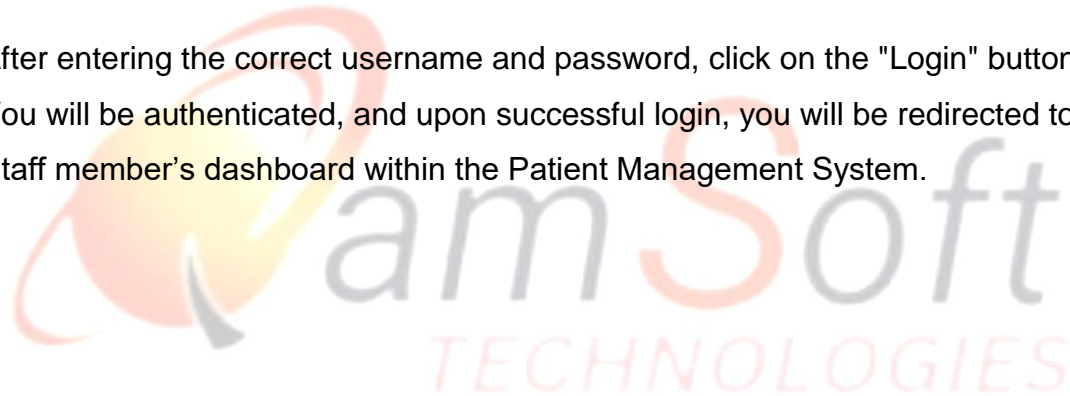 fter entering the correct username and password, click on the "Login" button
ou will be authenticated, and upon successful login, you will be redirected to
taff member’s dashboard within the Patient Management System.
amSoft
TECHNOLOGIES